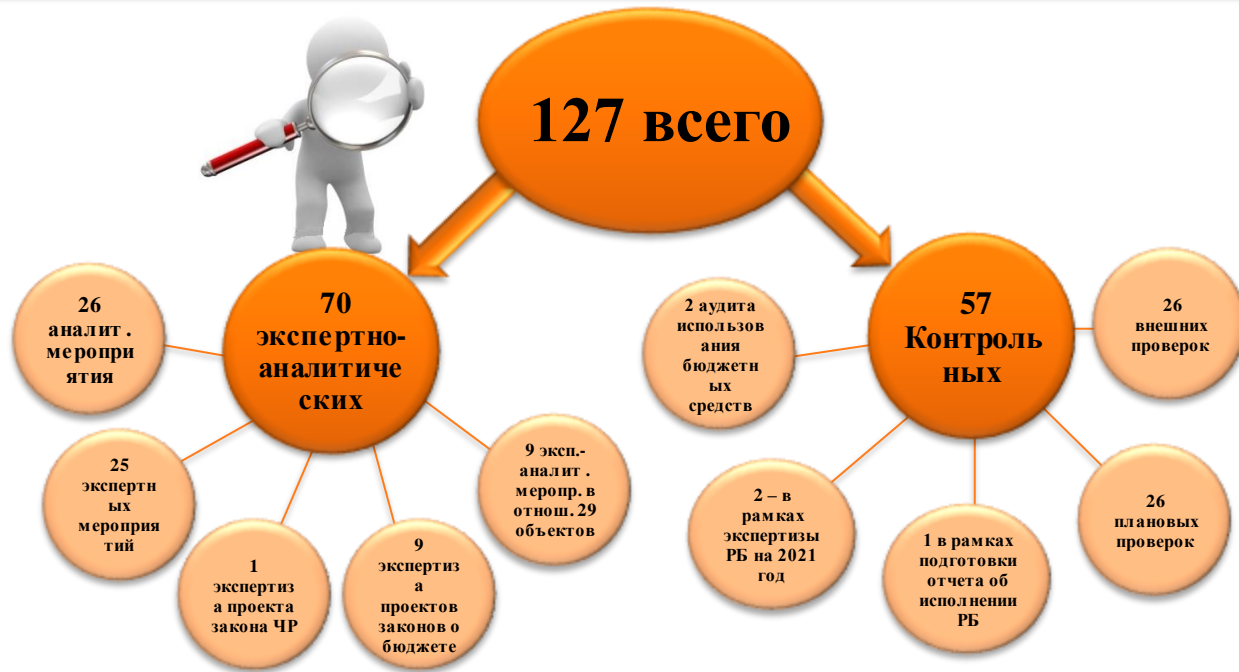 127 всего
70
экспертно-
аналитиче
ских
26
аналит .
меропри
ятия
25
экспертн
ых
мероприя
тий
1
экспертиз
а проекта
закона ЧР
9
экспертиз
а
проектов
законов о
бюджете
9 эксп.-
аналит .
меропр. в
отнош. 29
объектов
57
Контроль
ных
2 аудита
использов
ания
бюджетн
ых
средств
2 – в
рамках
экспертизы
РБ на 2021
год
1 в рамках
подготовки
отчета об
исполнении
РБ
26
плановых
проверок
26
внешних
проверок